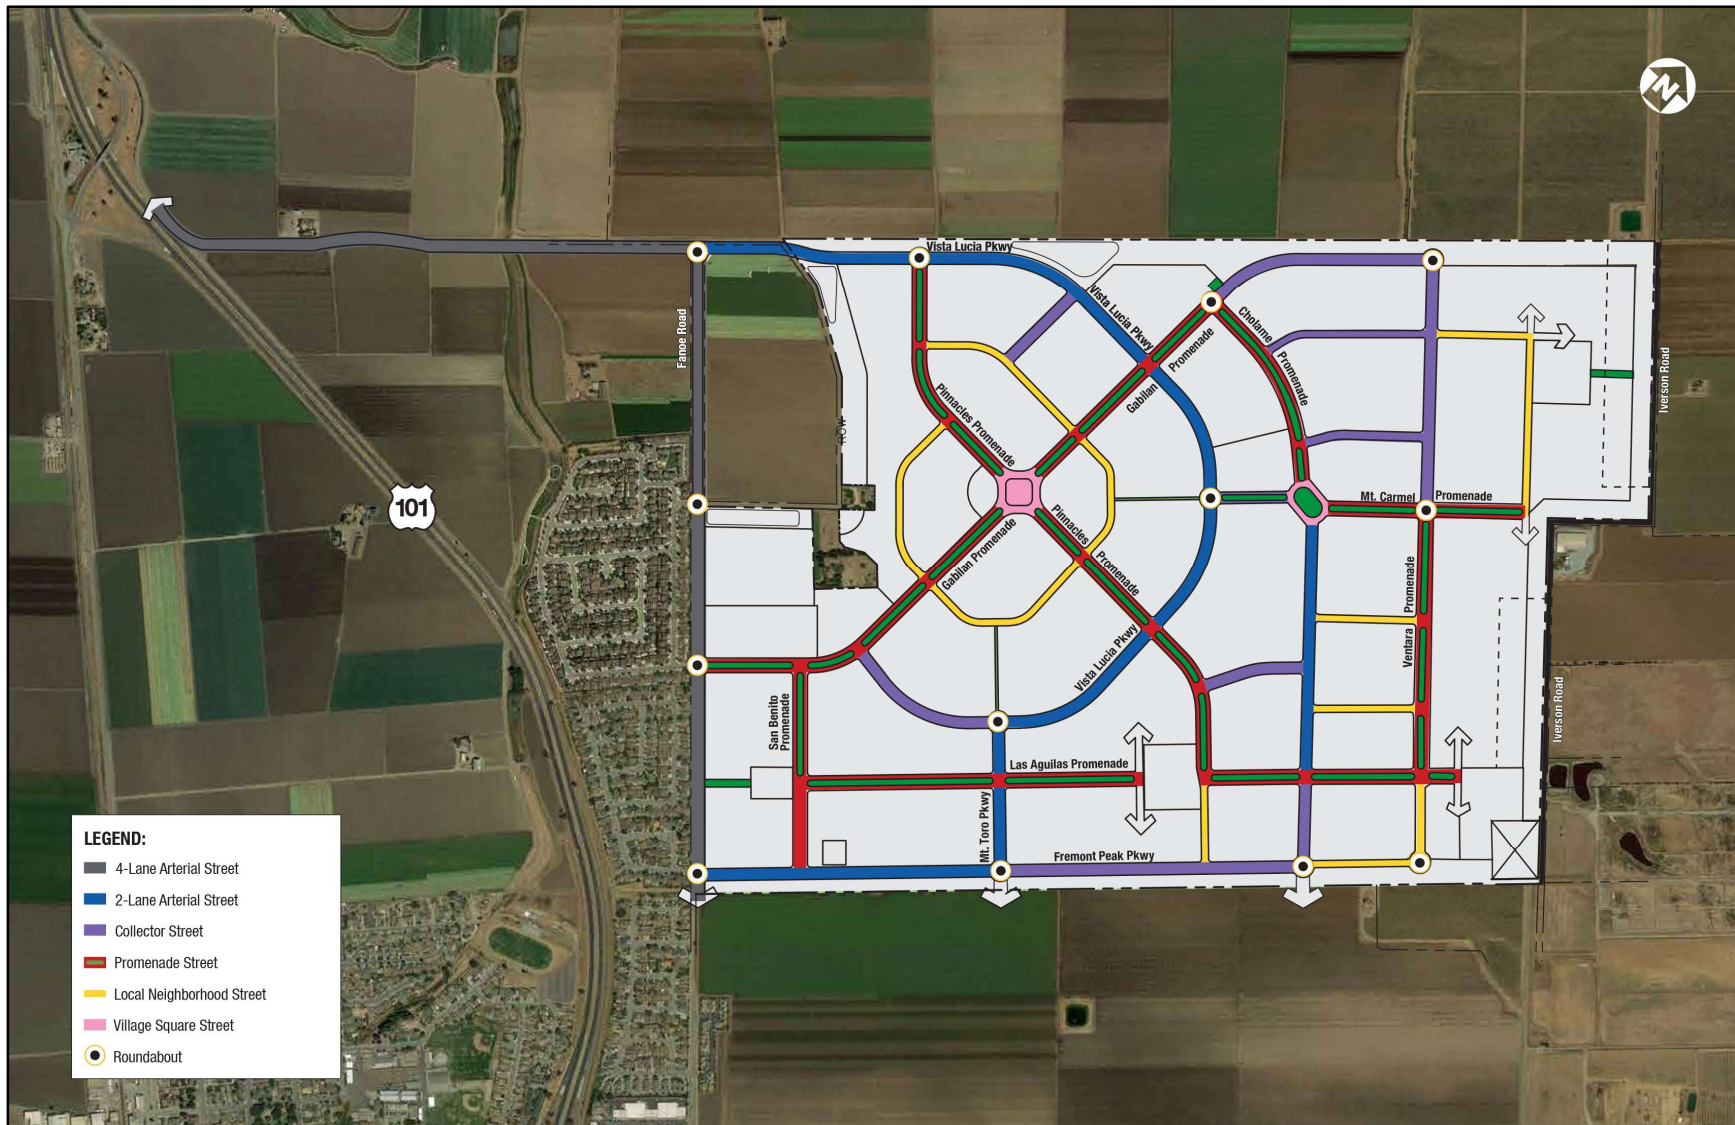 N
Vista Lucia Pkwy
Vista Lucia Pkwy
Cholame
Promenade
Gabilan
Promenade
Fanoe Road
Iverson Road
Pinnacles Promenade
ROW
101
Mt. Carmel
Promenade
Pinnacles
Promenade
Gabilan Promenade
Promenade
Ventara
Vista Lucia Pkwy
Iverson Road
San Benito
Promenade
Las Aguilas Promenade
Mt. Toro Pkwy
Fremont Peak Pkwy
LEGEND:
4-Lane Arterial Street
2-Lane Arterial Street
Collector Street
Promenade Street
Local Neighborhood Street
Village Square Street
Roundabout